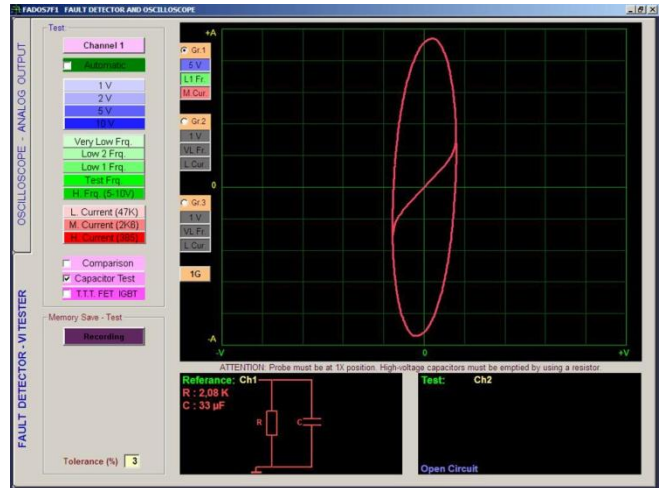 FADOS7F1 FAULT DETECTOR AND OSCILLOSCOPE
OSCILLOSCOPE - ANALOG OUTPUT
FAULT DETECTOR - VI TESTER
Test
Channel 1
Automatic
1 V
2 V
5 V
10 V
Very Low Frq.
Low 2 Frq.
Low 1 Frq.
Test Frq.
H. Frq. (5-10V)
L. Current (47K)
M. Current (2K6)
H. Current (385)
Comparison
Capacitor Test
T.T.T. FET IGBT
Memory Save - Test
Recording
Tolerance (%) 3
Gr.1
5 V
L1 Fr.
M. Cur.
Gr.2
1 V
VL Fr.
L Cur
Gr.3
1 V
VL Fr.
L Cur
1G
+A
0
-A
-V 0 +V
ATTENTION: Probe must be at 1X position. High-voltage capacitors must be emptied by using a resistor.
Referance: Ch1
R : 2,08 K
C : 33 µF
R C
Test: Ch2
Open Circuit